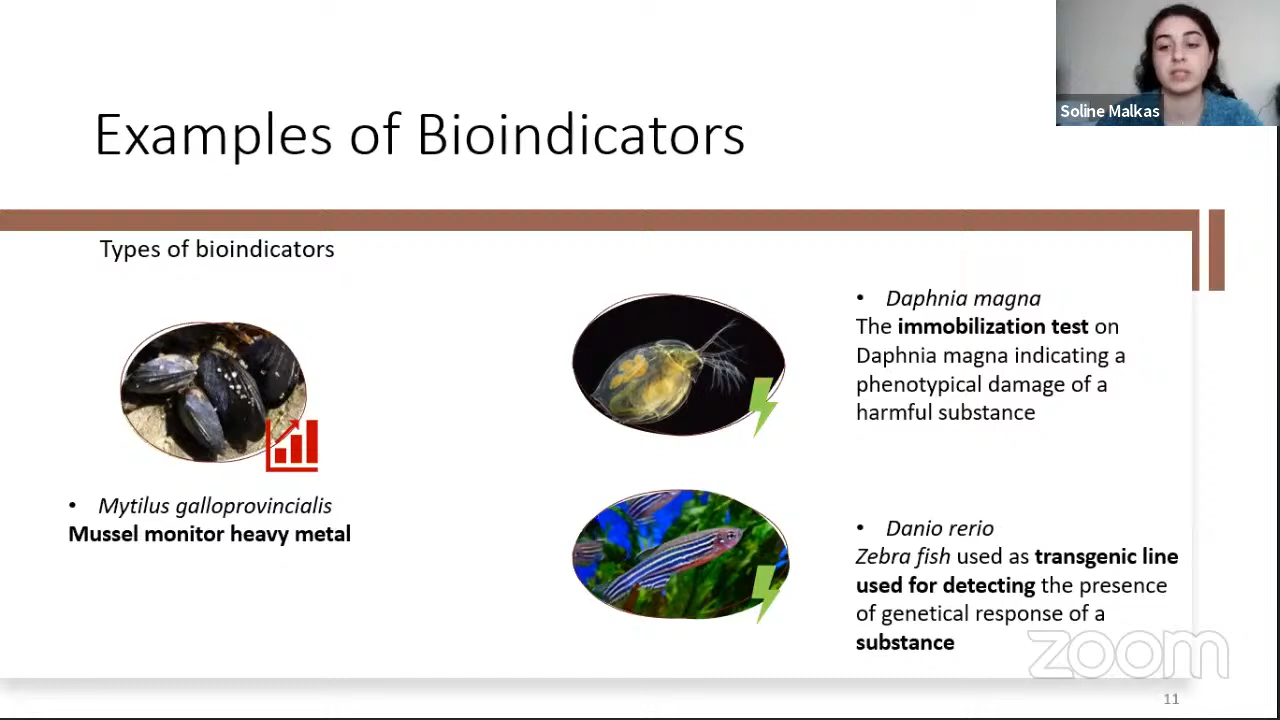 Soline Malkas
Examples of Bioindicators
Types of bioindicators
• Mytilus galloprovincialis
Mussel monitor heavy metal
• Daphnia magna
The immobilization test on
Daphnia magna indicating a
phenotypical damage of a
harmful substance
• Danio rerio
Zebra fish used as transgenic line
used for detecting the presence
of genetical response of a
substance
zoom
11